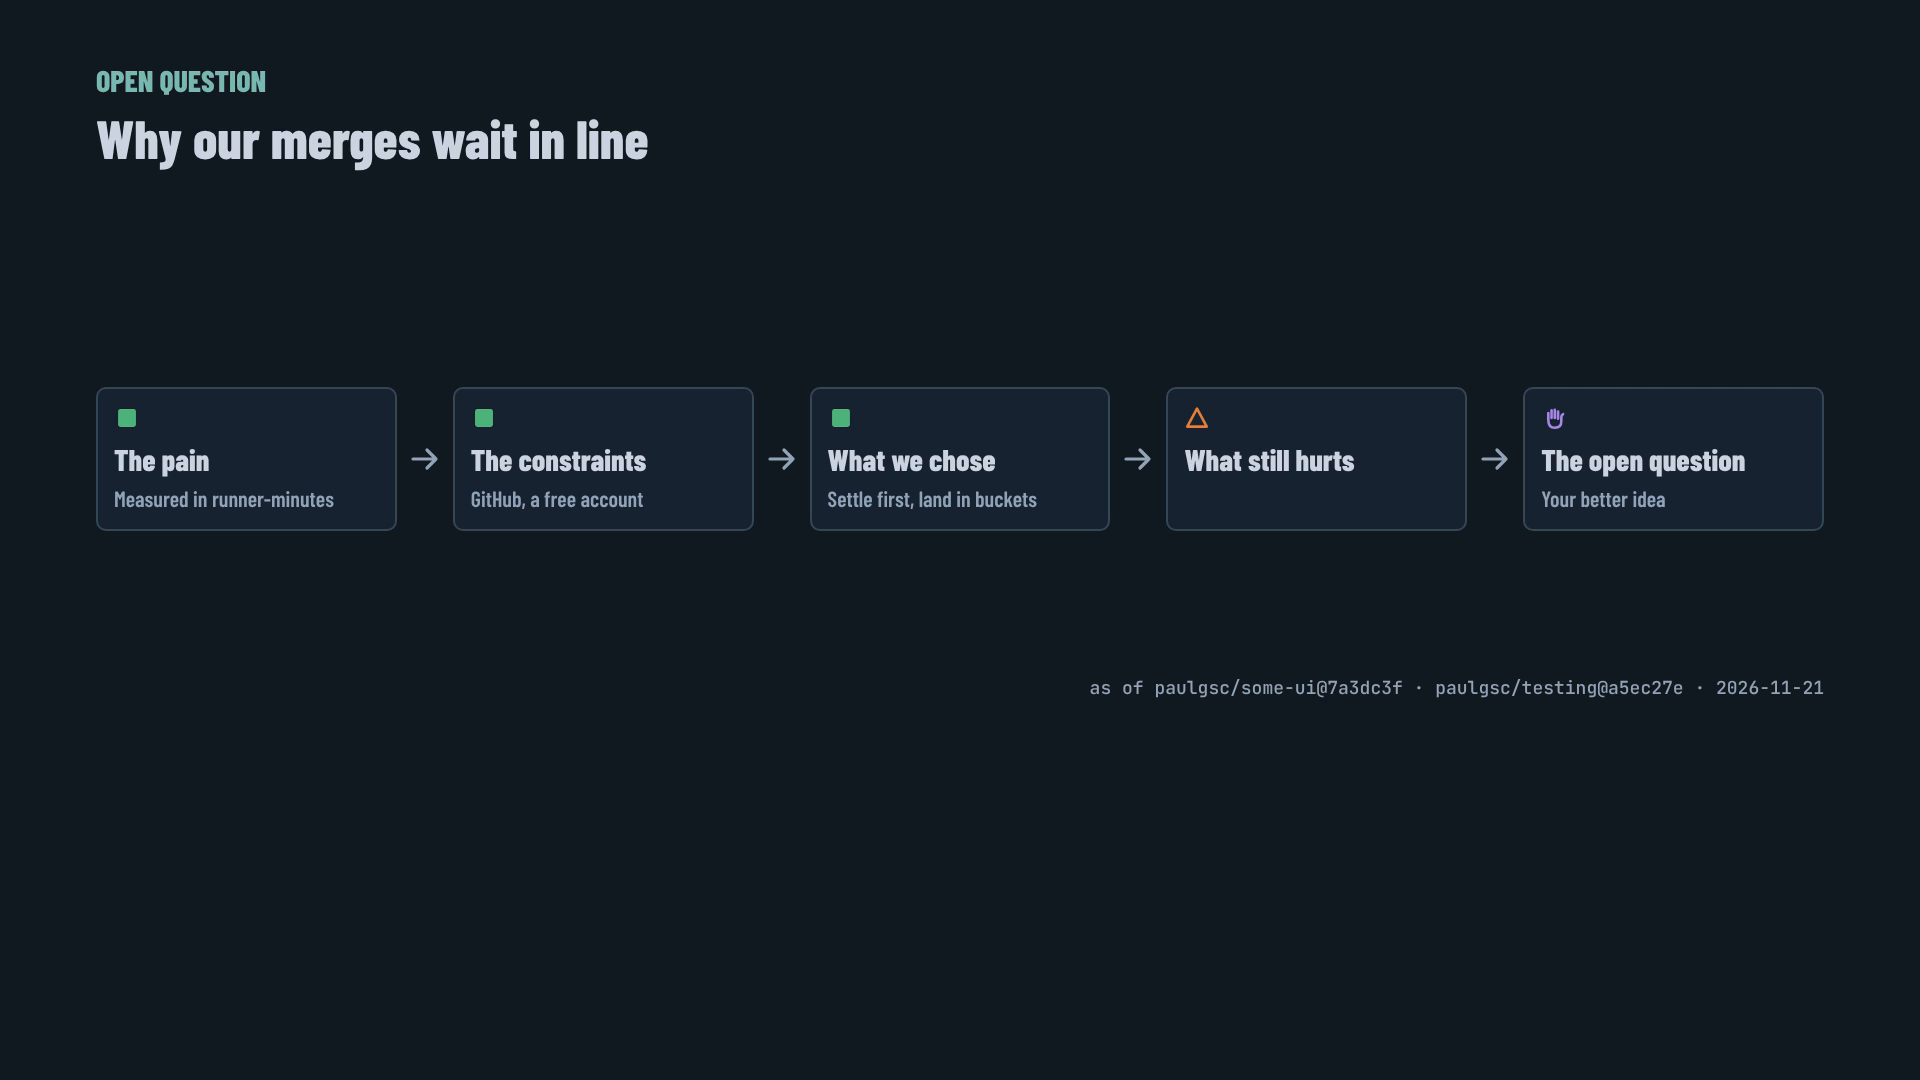 OPEN QUESTION
Why our merges wait in line
The pain
Measured in runner-minutes
The constraints
GitHub, a free account
What we chose
Settle first, land in buckets
What still hurts
The open question
Your better idea
as of paulgsc/some-ui@7a3dc3f · paulgsc/testing@a5ec27e · 2026-11-21